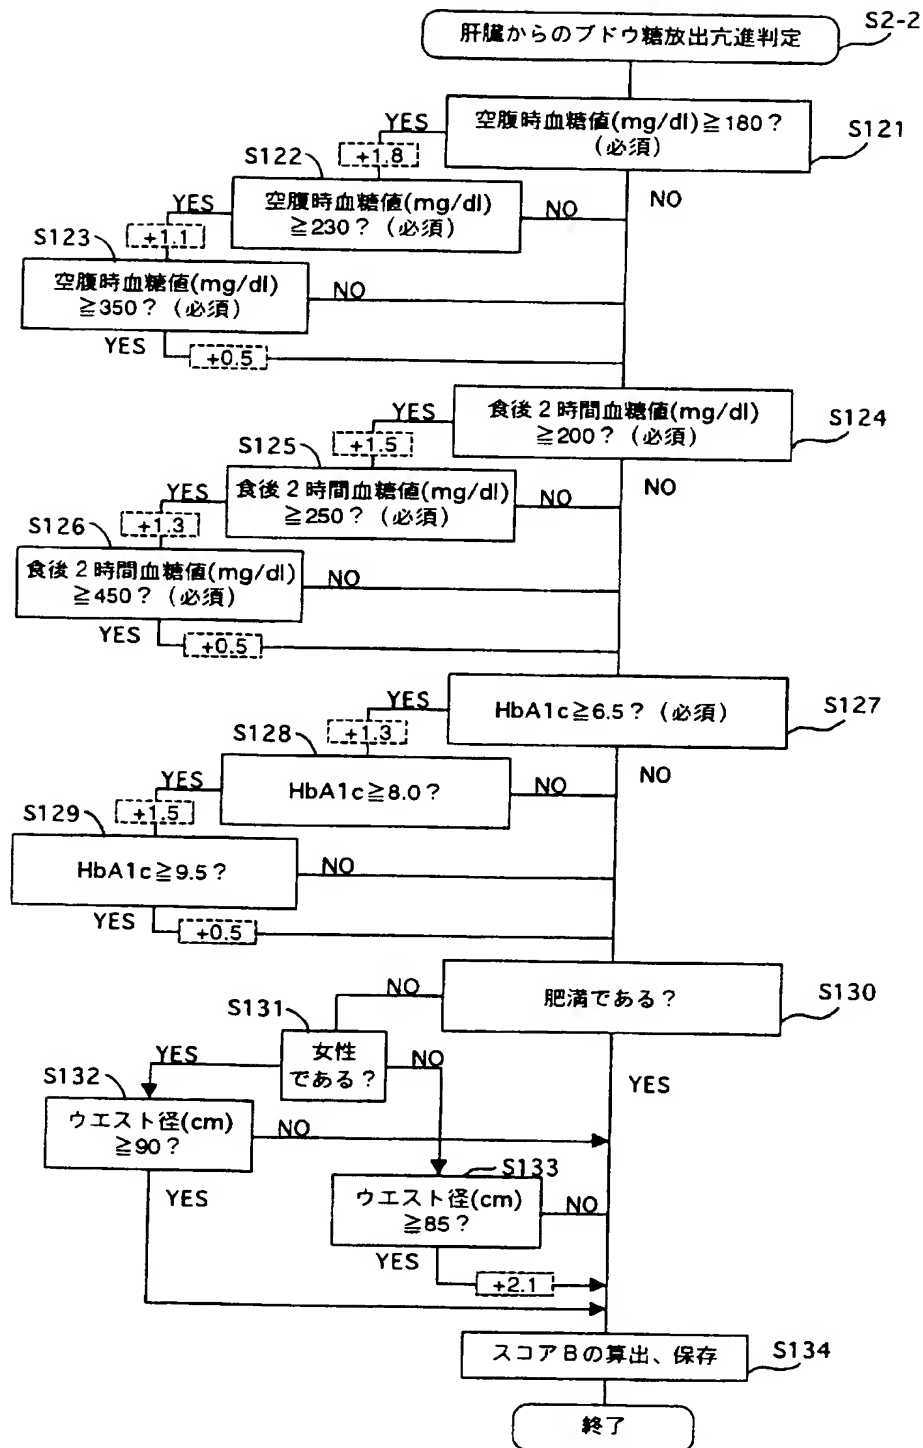 肝臓からのブドウ糖放出亢進判定
S2-2
空腹時血糖値(mg/dl)≧180?
(必須)
S121
YES
+1.8
NO
S122
空腹時血糖値(mg/dl)
≧230?(必須)
NO
YES
+1.1
S123
空腹時血糖値(mg/dl)
≧350?(必須)
NO
YES
+0.5
食後2時間血糖値(mg/dl)
≧200?(必須)
S124
YES
+1.5
NO
S125
食後2時間血糖値(mg/dl)
≧250?(必須)
NO
YES
+1.3
S126
食後2時間血糖値(mg/dl)
≧450?(必須)
NO
YES
+0.5
HbA1c≧6.5?(必須)
S127
YES
+1.3
NO
S128
HbA1c≧8.0?
NO
YES
+1.5
S129
HbA1c≧9.5?
NO
YES
+0.5
肥満である?
S130
NO
YES
S131
女性
である?
YES
NO
S132
ウエスト径(cm)
≧90?
NO
YES
S133
ウエスト径(cm)
≧85?
NO
YES
+2.1
スコアBの算出、保存
S134
終了